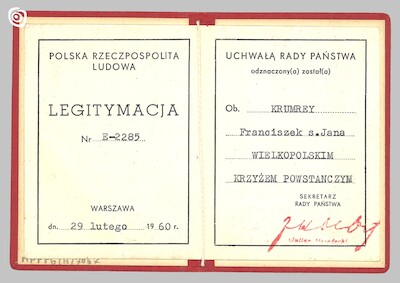 POLSKA RZECZPOSPOLITA
LUDOWA
LEGITYMACJA
Nr E-2285
WARSZAWA
dn. 29 lutego 1960 r.
UCHWAŁĄ RADY PAŃSTWA
odznaczony(a) został(a)
Ob. KRUMREY
Franciszek s.Jana
WIELKOPOLSKIM
KRZYŻEM POWSTAŃCZYM
SEKRETARZ
RADY PAŃSTWA